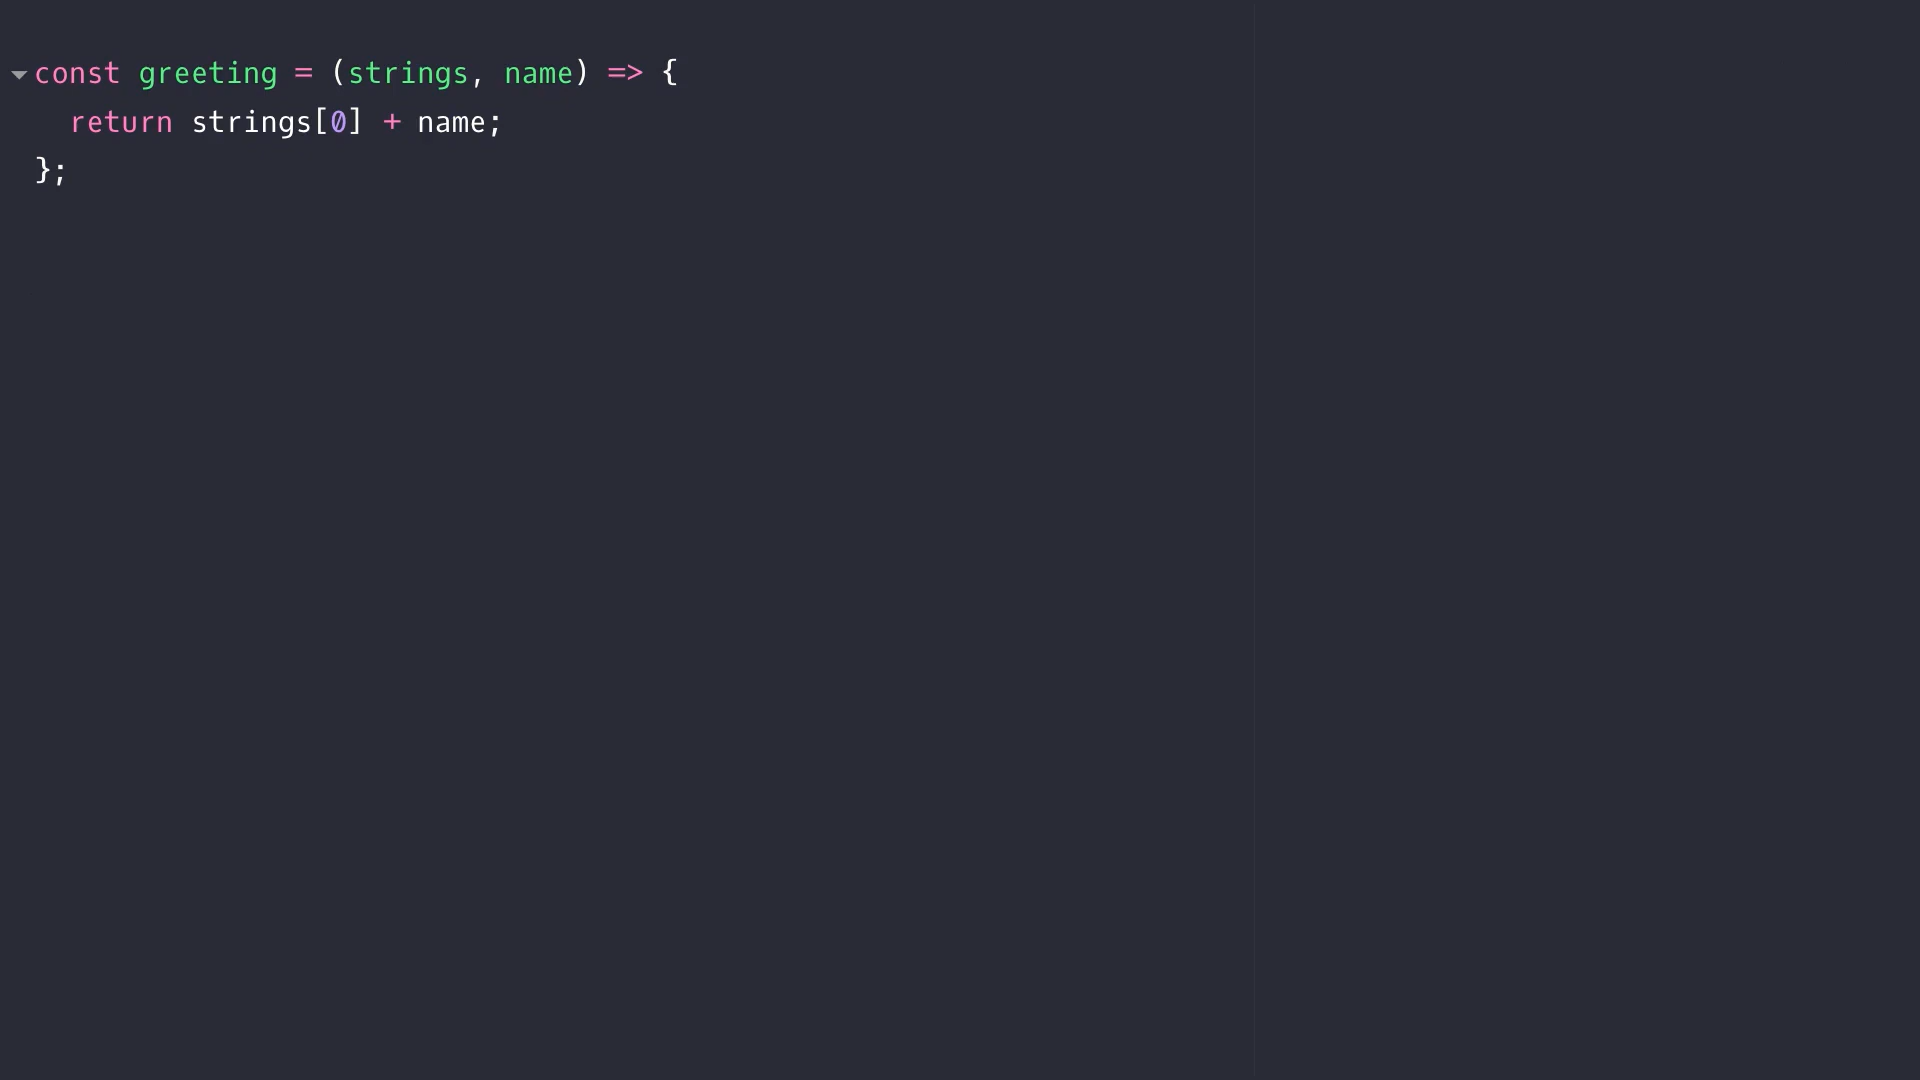 const greeting = (strings, name) => {
  return strings[0] + name;
};